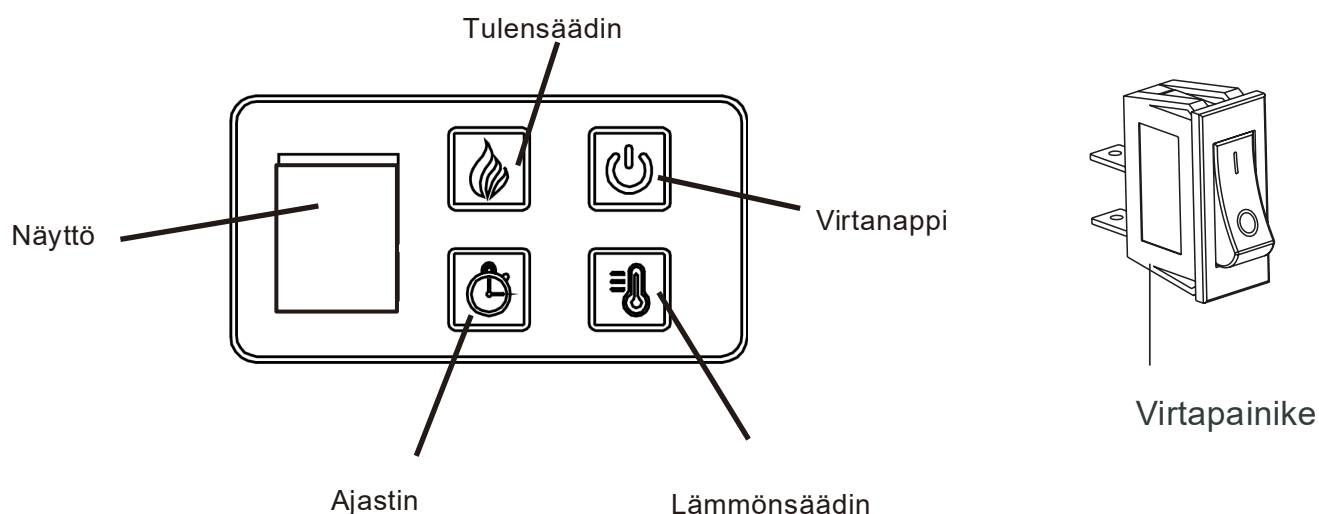 Tulensäädin
Näyttö
Virtanappi
Ajastin
Lämmönsäädin
Virtapainike